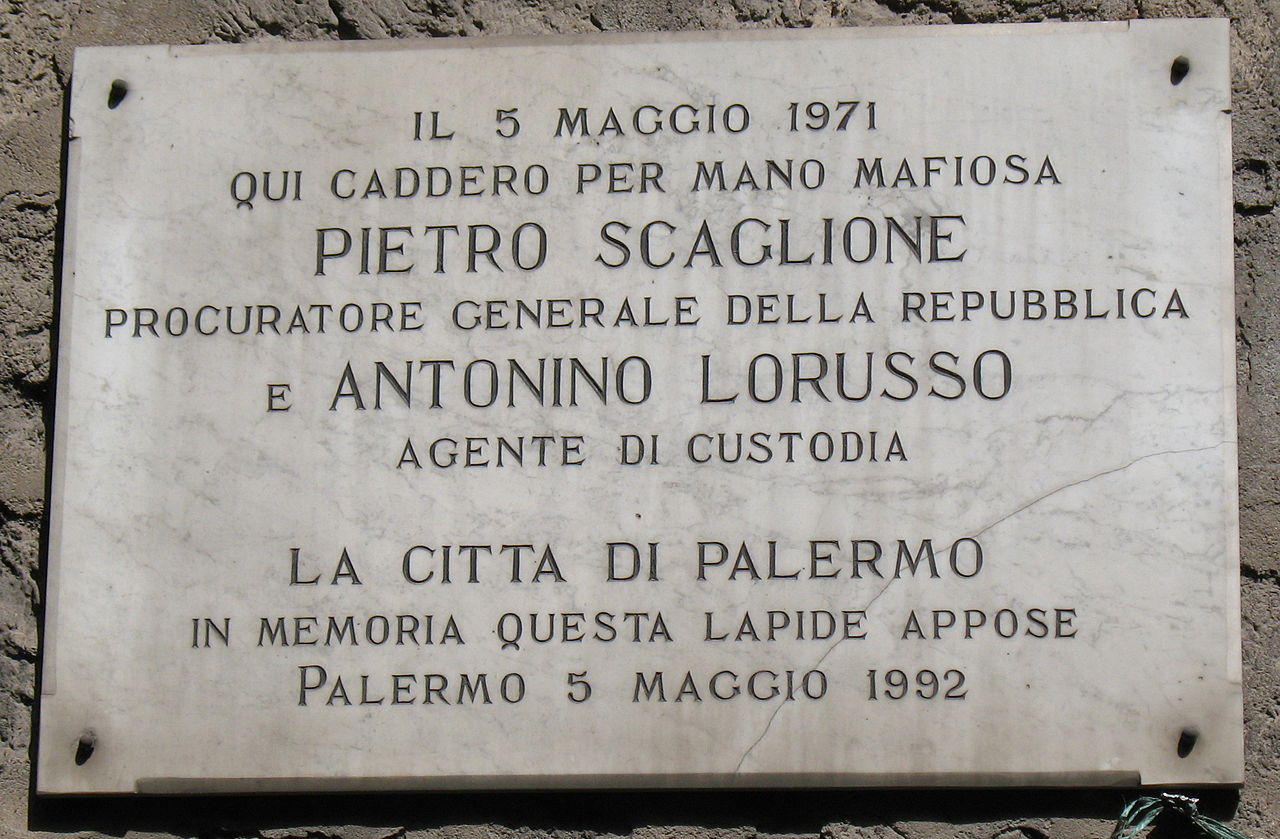 IL 5 MAGGIO 1971
QUI CADDERO PER MANO MAFIOSA
PIETRO SCAGLIONE
PROCURATORE GENERALE DELLA REPUBBLICA
E ANTONINO LORUSSO
AGENTE DI CUSTODIA
LA CITTA DI PALERMO
IN MEMORIA QUESTA LAPIDE APPOSE
PALERMO 5 MAGGIO 1992